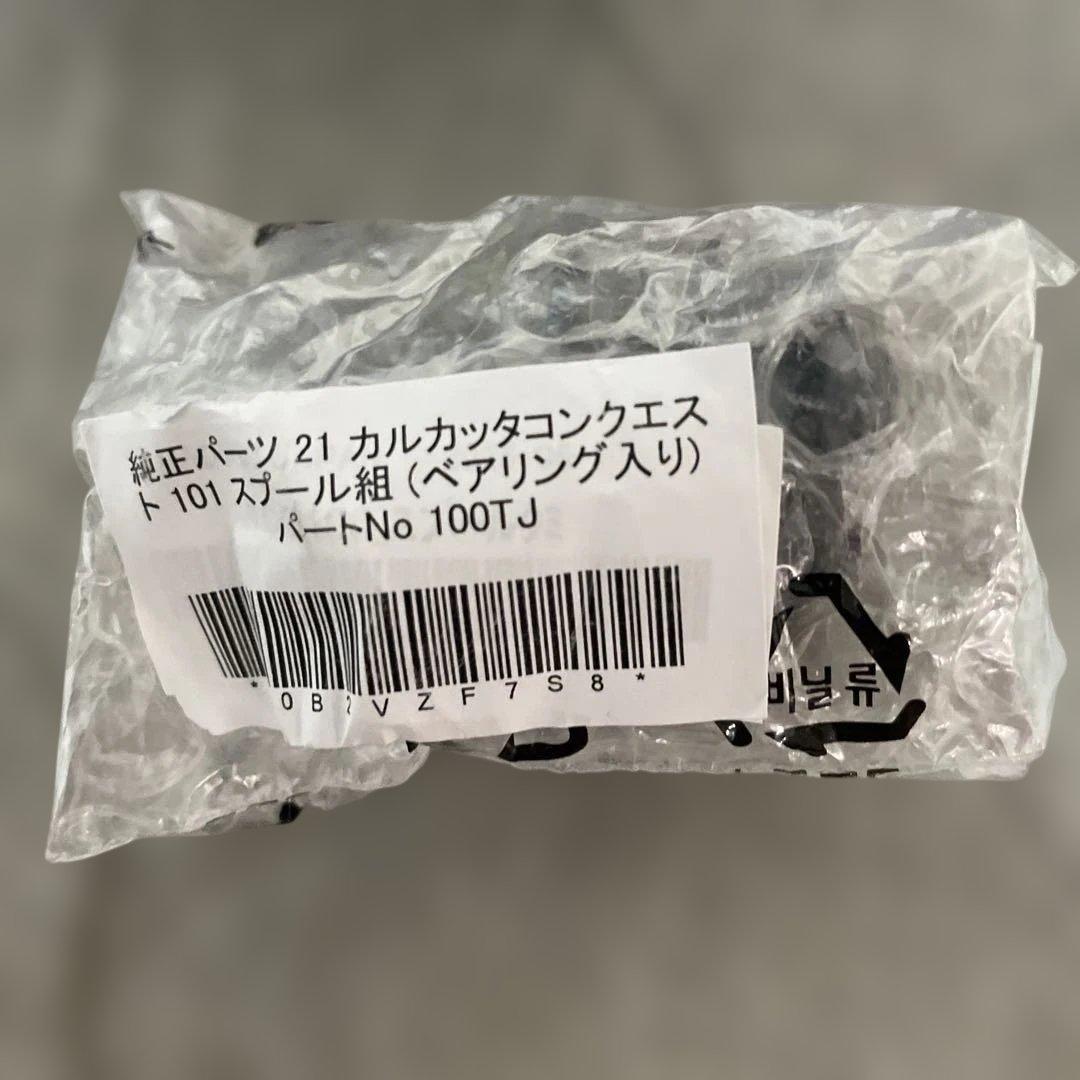 純正パーツ 21 カルカッタコンクエス
ト 101 スプール組 (ベアリング入り)
パートNo 100TJ
비닐류